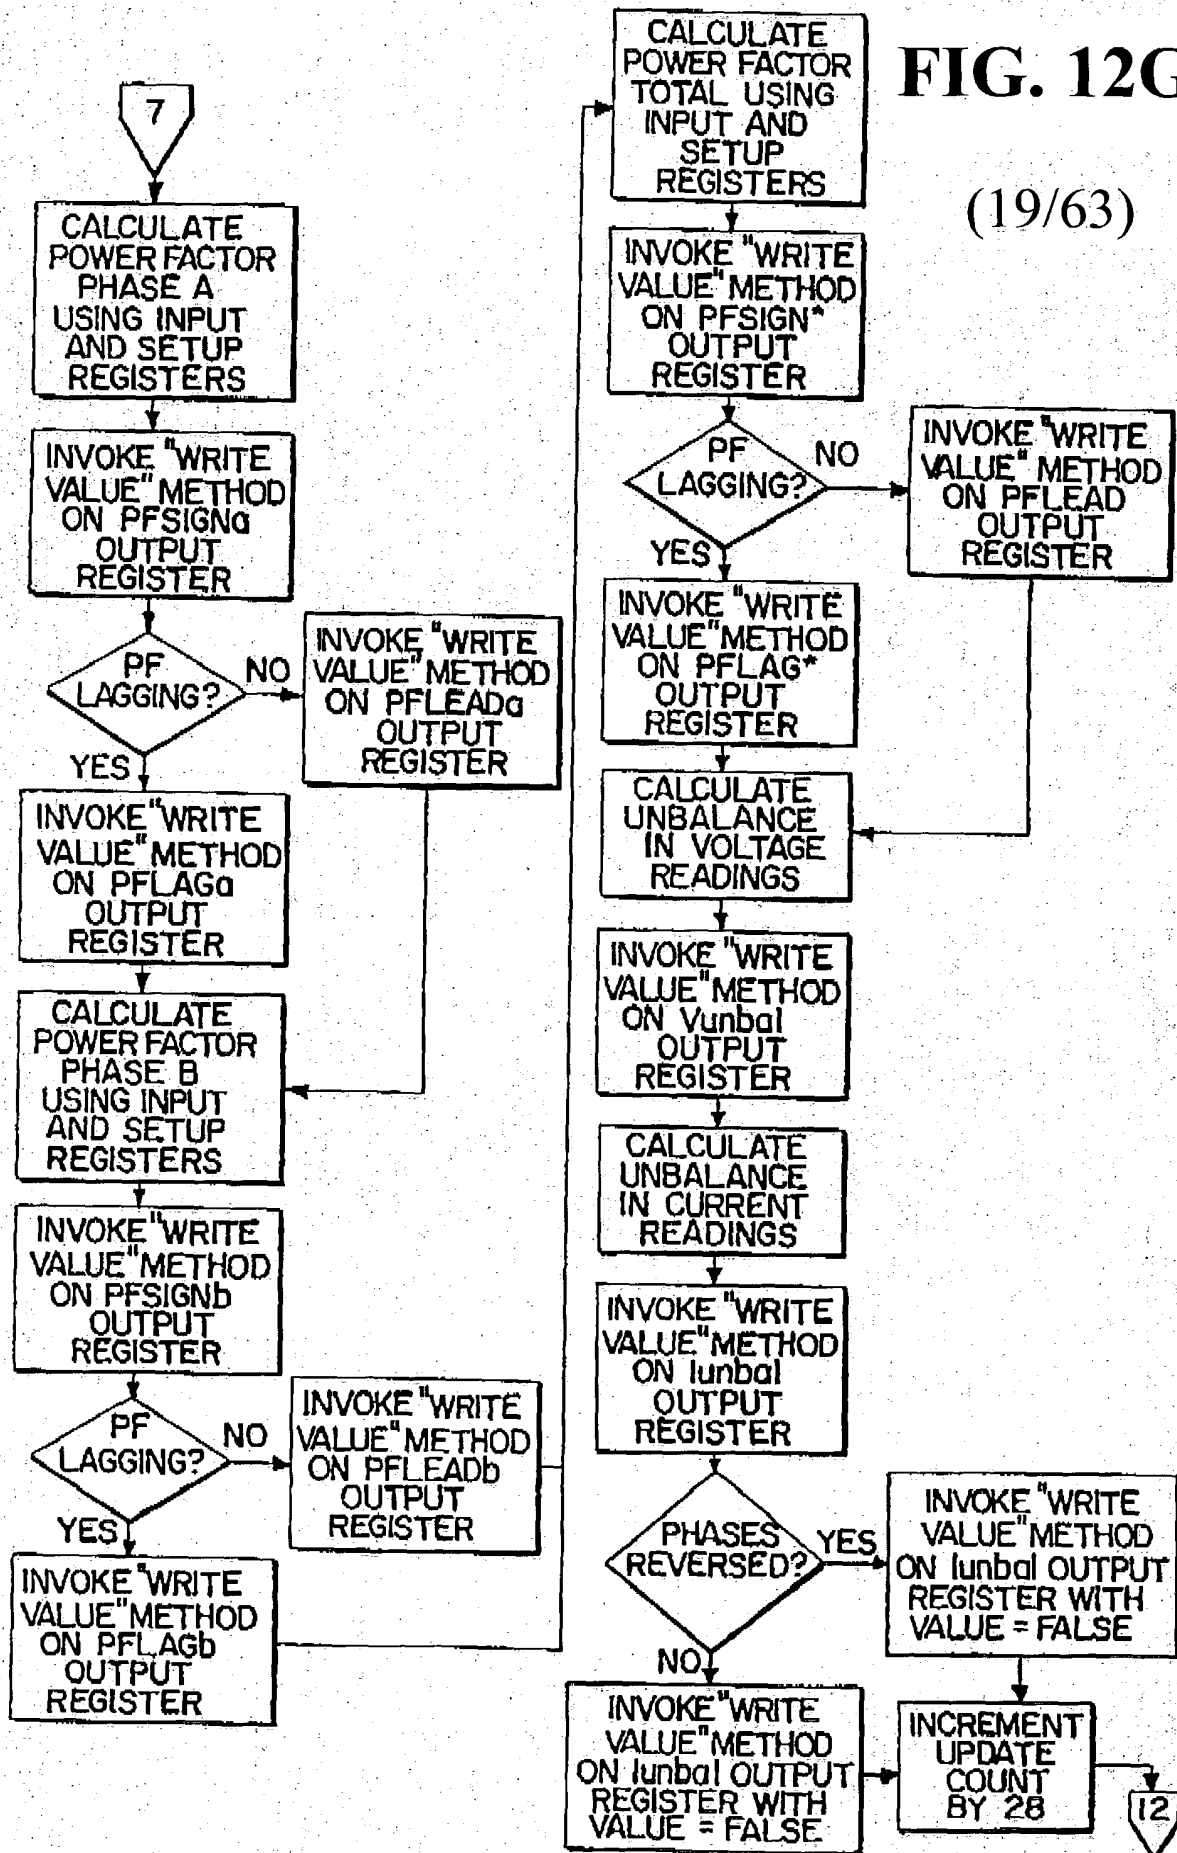 FIG. 12G
(19/63)
7
CALCULATE
POWER FACTOR
PHASE A
USING INPUT
AND SETUP
REGISTERS
INVOKE "WRITE
VALUE" METHOD
ON PFSIGNa
OUTPUT
REGISTER
PF
LAGGING?
NO
INVOKE "WRITE
VALUE" METHOD
ON PFLEADa
OUTPUT
REGISTER
YES
INVOKE "WRITE
VALUE" METHOD
ON PFLAGa
OUTPUT
REGISTER
CALCULATE
POWER FACTOR
PHASE B
USING INPUT
AND SETUP
REGISTERS
INVOKE "WRITE
VALUE" METHOD
ON PFSIGNb
OUTPUT
REGISTER
PF
LAGGING?
NO
INVOKE "WRITE
VALUE" METHOD
ON PFLEADb
OUTPUT
REGISTER
YES
INVOKE "WRITE
VALUE" METHOD
ON PFLAGb
OUTPUT
REGISTER
CALCULATE
POWER FACTOR
TOTAL USING
INPUT AND
SETUP
REGISTERS
INVOKE "WRITE
VALUE" METHOD
ON PFSIGN*
OUTPUT
REGISTER
PF
LAGGING?
NO
INVOKE "WRITE
VALUE" METHOD
ON PFLEAD
OUTPUT
REGISTER
YES
INVOKE "WRITE
VALUE" METHOD
ON PFLAG*
OUTPUT
REGISTER
CALCULATE
UNBALANCE
IN VOLTAGE
READINGS
INVOKE "WRITE
VALUE" METHOD
ON Vunbal
OUTPUT
REGISTER
CALCULATE
UNBALANCE
IN CURRENT
READINGS
INVOKE "WRITE
VALUE" METHOD
ON Iunbal
OUTPUT
REGISTER
PHASES
REVERSED?
YES
INVOKE "WRITE
VALUE" METHOD
ON Iunbal OUTPUT
REGISTER WITH
VALUE = FALSE
NO
INVOKE "WRITE
VALUE" METHOD
ON Iunbal OUTPUT
REGISTER WITH
VALUE = FALSE
INCREMENT
UPDATE
COUNT
BY 28
12